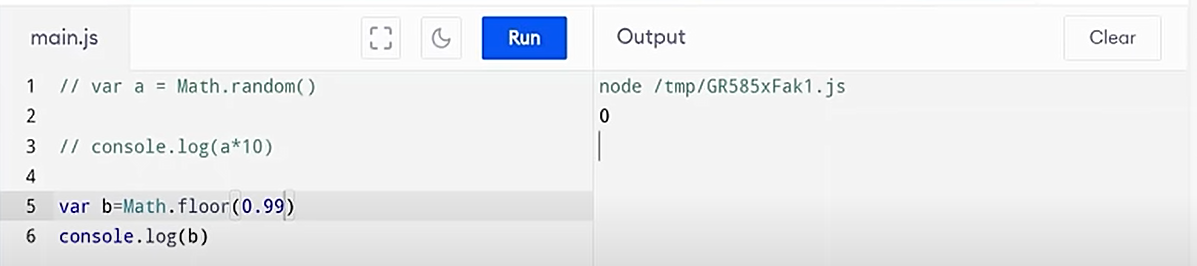 main.js
Run
Output
Clear
1 // var a = Math.random()
2
3 // console.log(a*10)
4
5 var b=Math.floor(0.99)
6 console.log(b)
node /tmp/GR585xFak1.js
0